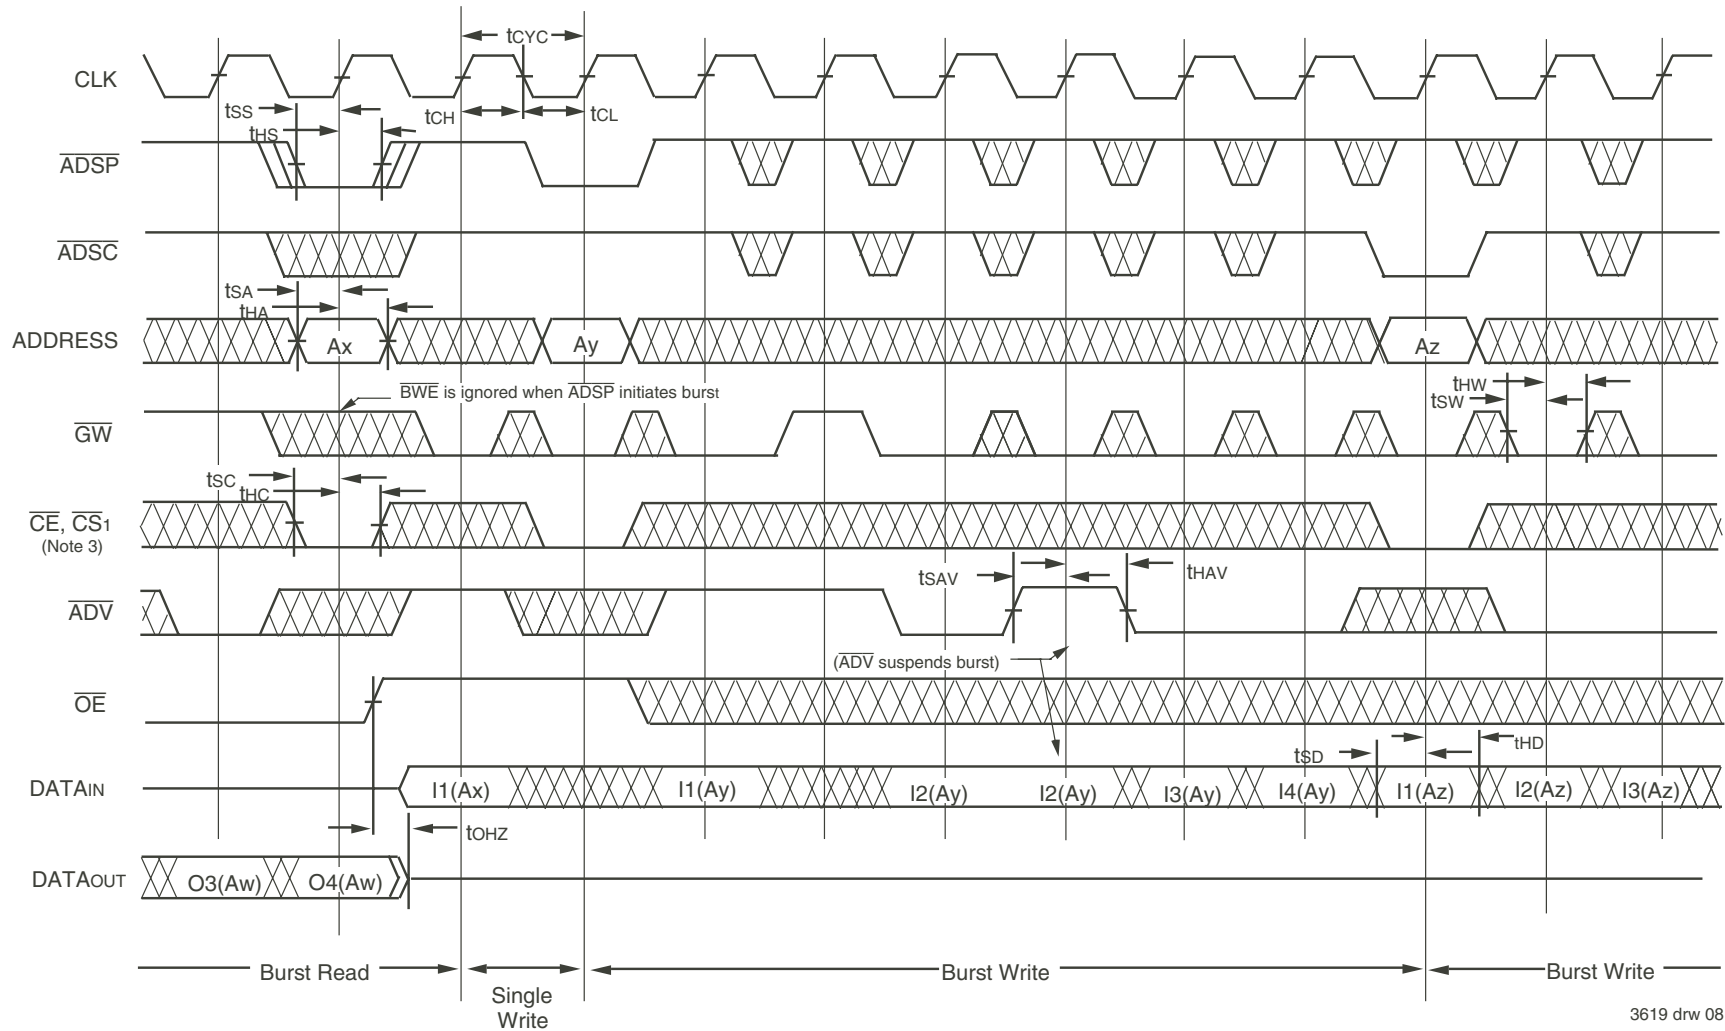 tCYC
CLK
tSS
tHS
tCH
tCL
ADSP
ADSC
tSA
tHA
ADDRESS
Ax
Ay
Az
BWE is ignored when ADSP initiates burst
tHW
tSW
GW
tSC
tHC
CE, CS1
(Note 3)
tSAV
tHAV
ADV
(ADV suspends burst)
OE
tSD
tHD
DATAIN
I1(Ax)
I1(Ay)
I2(Ay)
I2(Ay)
I3(Ay)
I4(Ay)
I1(Az)
I2(Az)
I3(Az)
tOHZ
DATAOUT
O3(Aw)
O4(Aw)
Burst Read
Single
Write
Burst Write
Burst Write
3619 drw 08